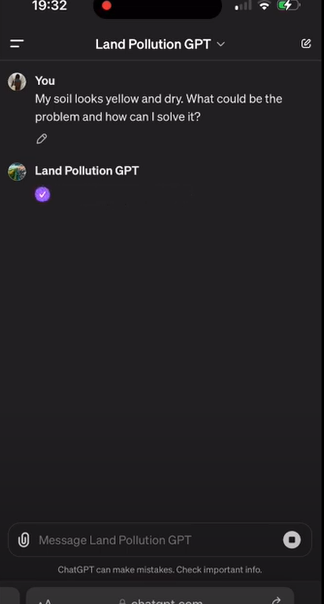 19:32
Land Pollution GPT
You
My soil looks yellow and dry. What could be the
problem and how can I solve it?
Land Pollution GPT
Message Land Pollution GPT
ChatGPT can make mistakes. Check important info.
AA
chatgpt.com